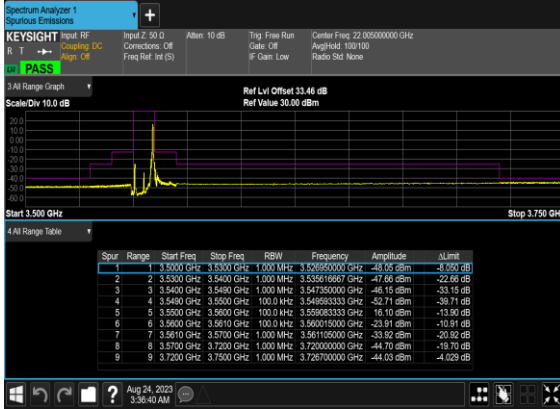 Spectrum Analyzer 1
Spurious Emissions
KEYSIGHT Input: RF Input Z: 50 Ω Atten: 10 dB Trig: Free Run Center Freq: 22.005000000 GHz
R T Coupling: DC Corrections: Off Gate: Off Avg|Hold: 100/100
Align: Off Freq Ref: Int (S) IF Gain: Low Radio Std: None
PASS
3 All Range Graph
Ref Lvl Offset 33.46 dB
Scale/Div 10.0 dB Ref Value 30.00 dBm
20.0
10.0
0.00
-10.0
-20.0
-30.0
-40.0
-50.0
-60.0
Start 3.500 GHz Stop 3.750 GH
4 All Range Table
Spur Range Start Freq Stop Freq RBW Frequency Amplitude ΔLimit
1 1 3.5000 GHz 3.5300 GHz 1.000 MHz 3.526950000 GHz -48.05 dBm -8.050 dB
2 2 3.5300 GHz 3.5400 GHz 1.000 MHz 3.535616667 GHz -47.66 dBm -22.66 dB
3 3 3.5400 GHz 3.5490 GHz 1.000 MHz 3.547350000 GHz -46.15 dBm -33.15 dB
4 4 3.5490 GHz 3.5500 GHz 100.0 kHz 3.549593333 GHz -52.71 dBm -39.71 dB
5 5 3.5500 GHz 3.5600 GHz 100.0 kHz 3.559083333 GHz 16.10 dBm -13.90 dB
6 6 3.5600 GHz 3.5610 GHz 100.0 kHz 3.560015000 GHz -23.91 dBm -10.91 dB
7 7 3.5610 GHz 3.5700 GHz 1.000 MHz 3.561105000 GHz -33.92 dBm -20.92 dB
8 8 3.5700 GHz 3.7200 GHz 1.000 MHz 3.720000000 GHz -44.70 dBm -19.70 dB
9 9 3.7200 GHz 3.7500 GHz 1.000 MHz 3.726700000 GHz -44.03 dBm -4.029 dB
Aug 24, 2023
3:36:40 AM